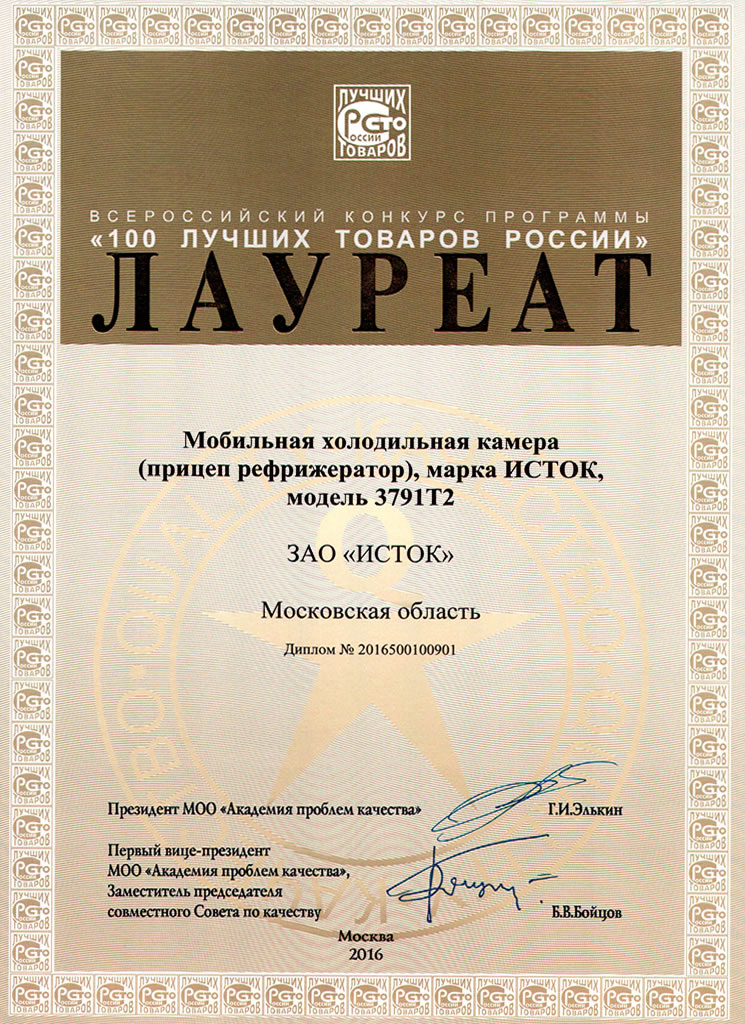 ЛУЧШИХ
СТО
РОССИИ
ТОВАРОВ
ВСЕРОССИЙСКИЙ КОНКУРС ПРОГРАММЫ
«100 ЛУЧШИХ ТОВАРОВ РОССИИ»
ЛАУРЕАТ
Мобильная холодильная камера
(прицеп рефрижератор), марка ИСТОК,
модель 3791Т2
ЗАО «ИСТОК»
Московская область
Диплом № 2016500100901
Президент МОО «Академия проблем качества»
Г.И.Элькин
Первый вице-президент
МОО «Академия проблем качества»,
Заместитель председателя
совместного Совета по качеству
Б.В.Бойцов
Москва
2016